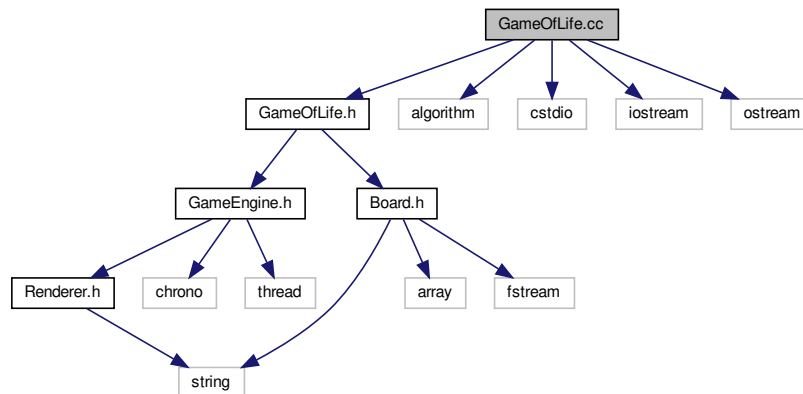 GameOfLife.cc
GameOfLife.h
algorithm
cstdio
iostream
ostream
GameEngine.h
Board.h
Renderer.h
chrono
thread
array
fstream
string